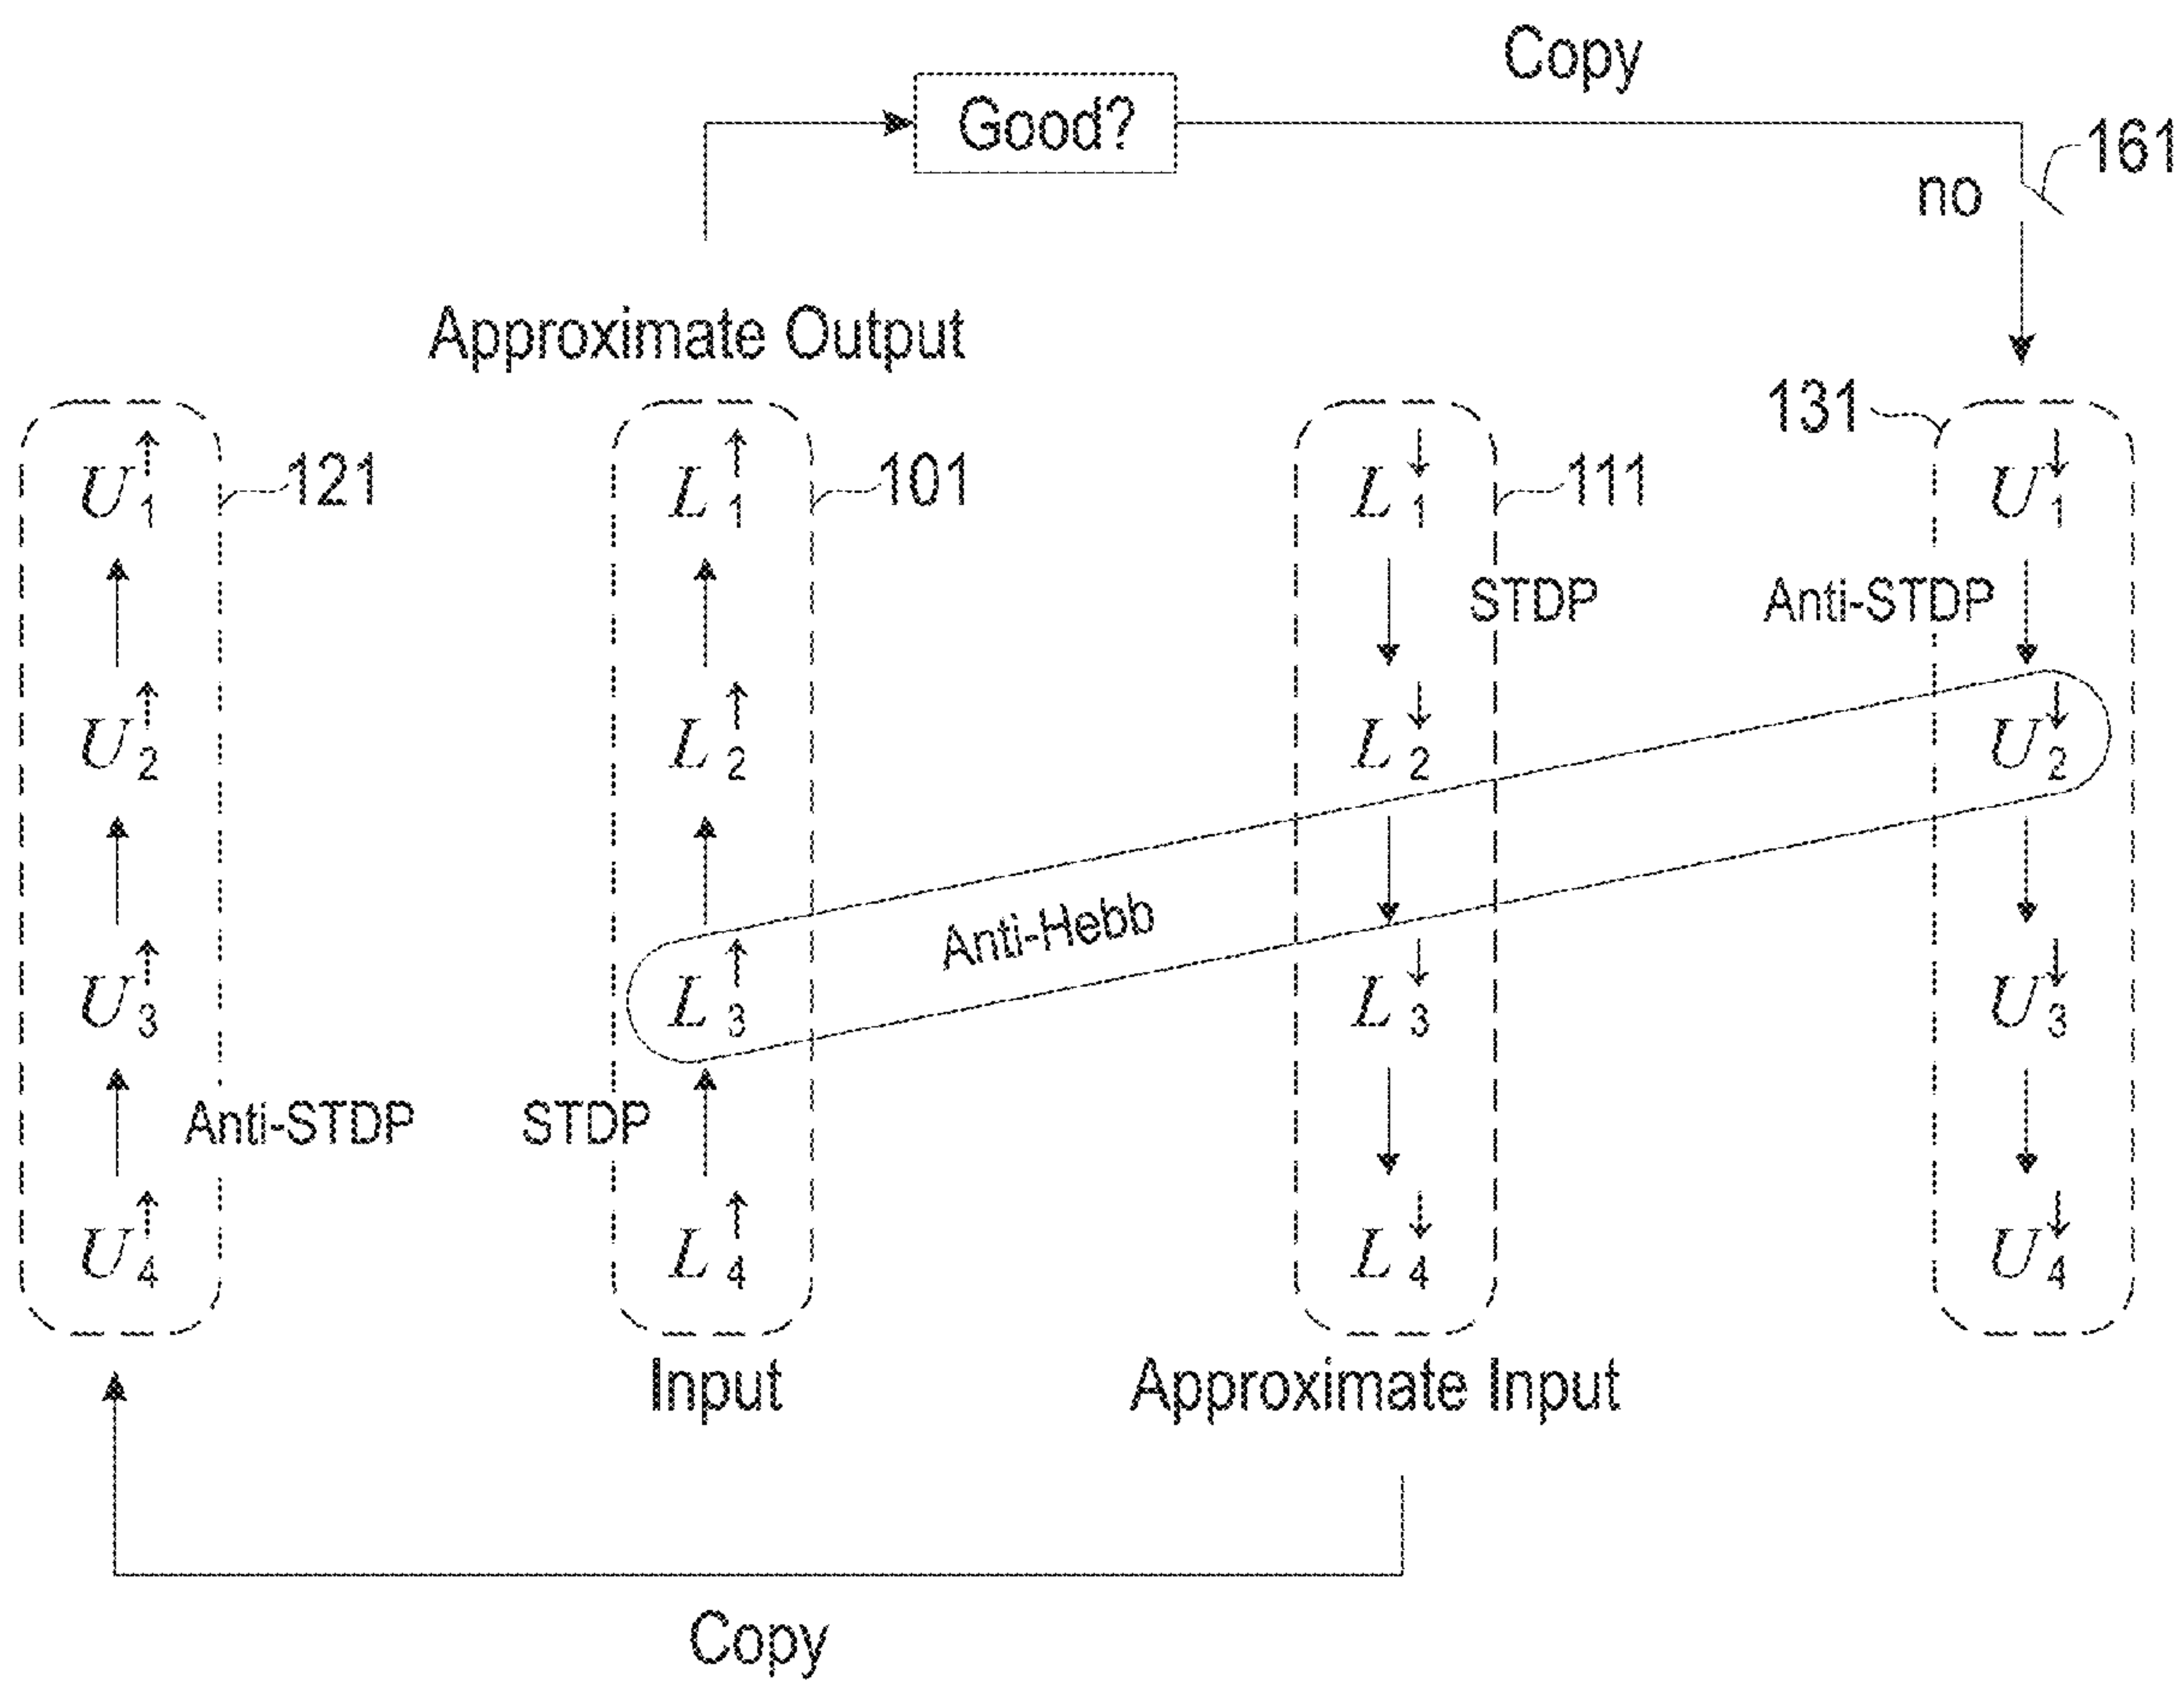 Copy
Good?
161
no
Approximate Output
131
U↑1 121 L↑1 101 L↓1 111 U↓1
STDP Anti-STDP
U↑2 L↑2 L↓2 U↓2
Anti-Hebb
U↑3 L↑3 L↓3 U↓3
Anti-STDP STDP
U↑4 L↑4 L↓4 U↓4
Input Approximate Input
Copy